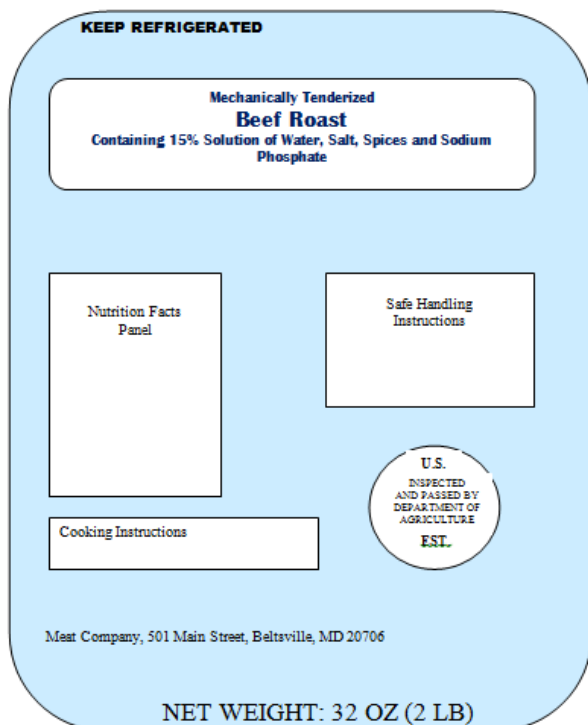 KEEP REFRIGERATED
Mechanically Tenderized
Beef Roast
Containing 15% Solution of Water, Salt, Spices and Sodium
Phosphate
Nutrition Facts
Panel
Safe Handling
Instructions
U.S.
INSPECTED
AND PASSED BY
DEPARTMENT OF
AGRICULTURE
EST.
Cooking Instructions
Meat Company, 501 Main Street, Beltsville, MD 20706
NET WEIGHT: 32 OZ (2 LB)